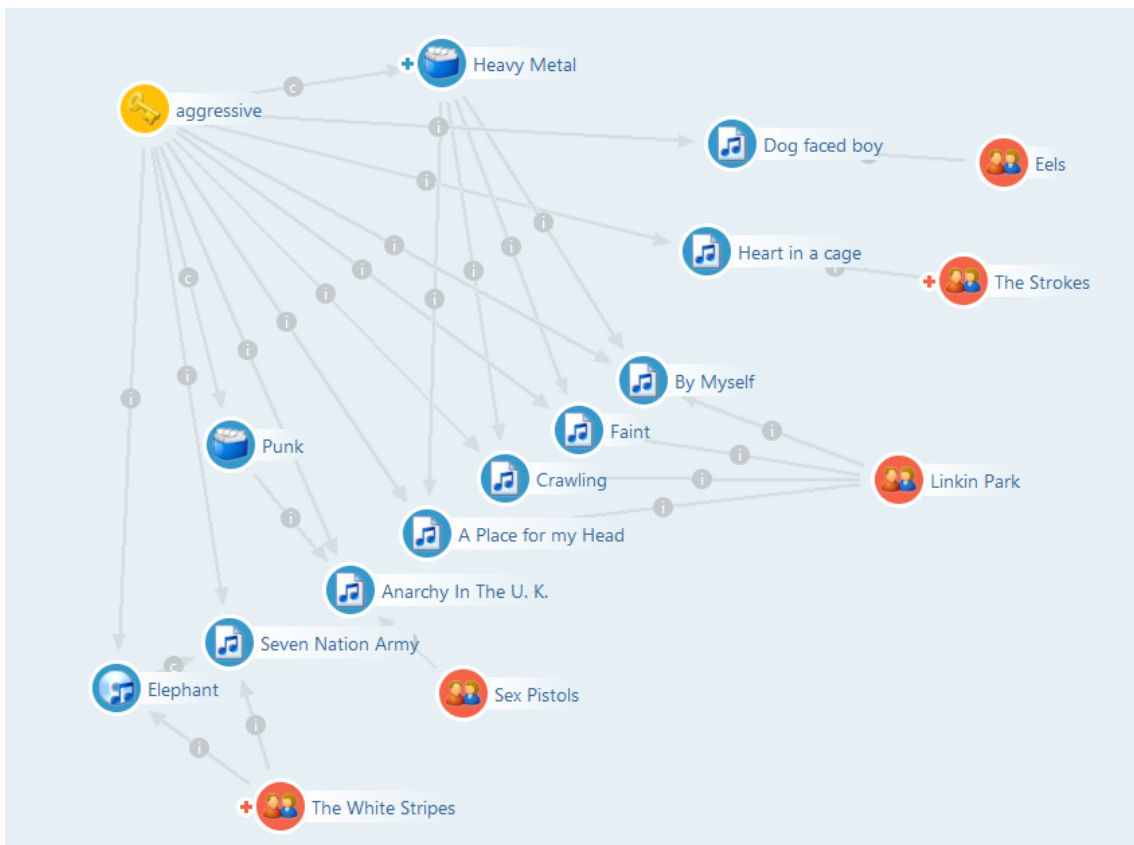 Heavy Metal
c
aggressive
i
Dog faced boy
Eels
i
Heart in a cage
i
The Strokes
i
i
i
i
i
c
i
i
i
i
i
By Myself
i
i
i
Punk
Faint
i
i
Crawling
i
Linkin Park
i
i
A Place for my Head
Anarchy In The U. K.
Seven Nation Army
c
Elephant
Sex Pistols
i
i
The White Stripes